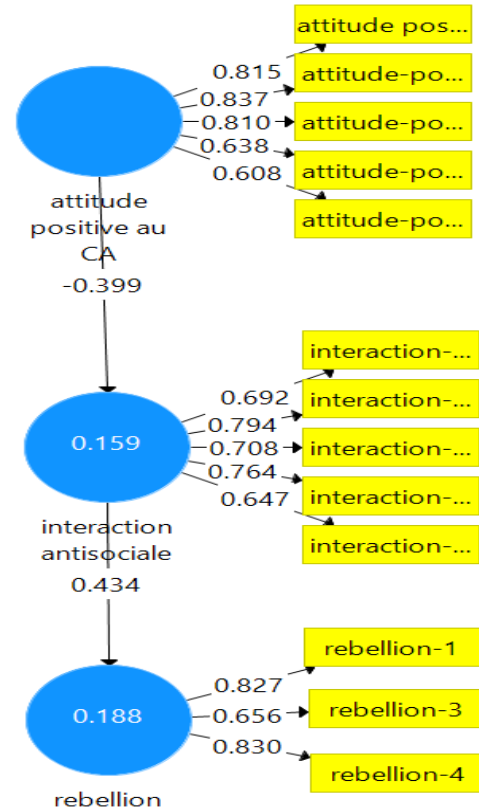 attitude pos...
0.815
attitude-po...
0.837
attitude-po...
0.810
attitude-po...
0.638
attitude-po...
0.608
attitude
positive au
CA
-0.399
interaction-...
0.692
interaction-...
0.794
interaction-...
0.708
interaction-...
0.764
interaction-...
0.647
0.159
interaction
antisociale
0.434
rebellion-1
0.827
rebellion-3
0.656
rebellion-4
0.830
0.188
rebellion